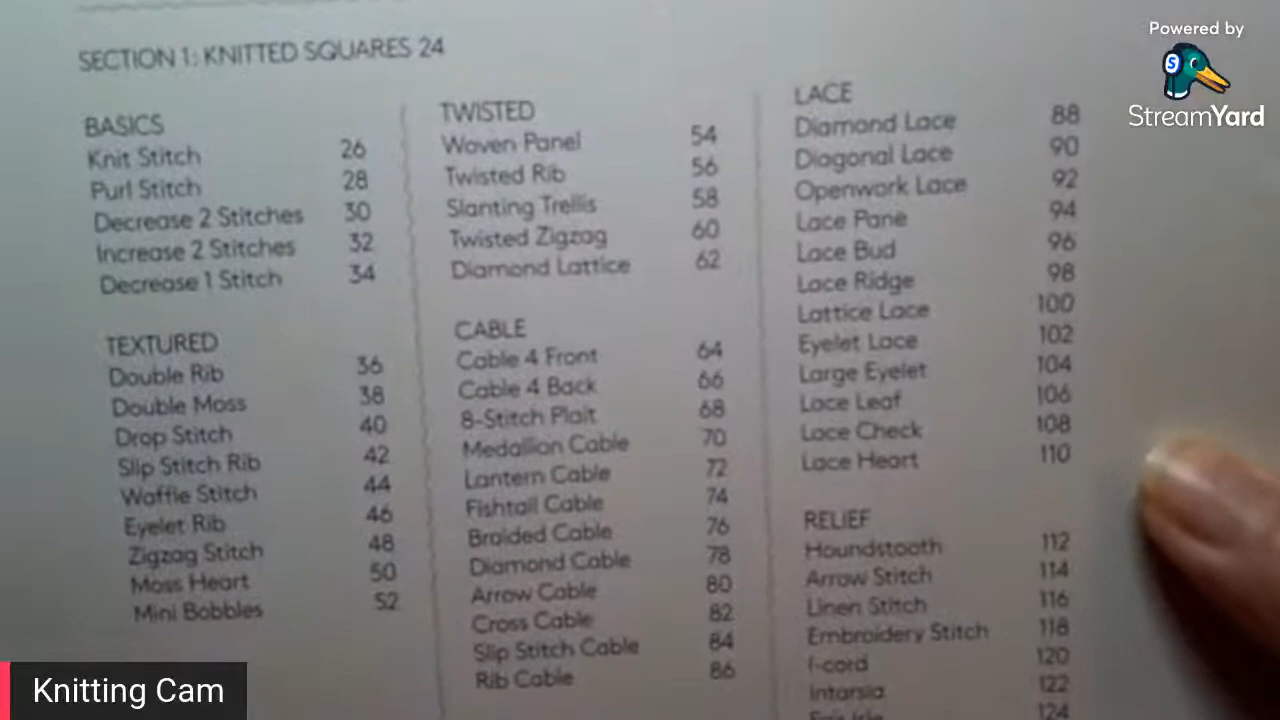 SECTION 1: KNITTED SQUARES 24
BASICS
Knit Stitch 26
Purl Stitch 28
Decrease 2 Stitches 30
Increase 2 Stitches 32
Decrease 1 Stitch 34
TEXTURED
Double Rib 36
Double Moss 38
Drop Stitch 40
Slip Stitch Rib 42
Waffle Stitch 44
Eyelet Rib 46
Zigzag Stitch 48
Moss Heart 50
Mini Bobbles 52
TWISTED
Woven Panel 54
Twisted Rib 56
Slanting Trellis 58
Twisted Zigzag 60
Diamond Lattice 62
CABLE
Cable 4 Front 64
Cable 4 Back 66
8-Stitch Plait 68
Medallion Cable 70
Lantern Cable 72
Fishtail Cable 74
Braided Cable 76
Diamond Cable 78
Arrow Cable 80
Cross Cable 82
Slip Stitch Cable 84
Rib Cable 86
LACE
Diamond Lace 88
Diagonal Lace 90
Openwork Lace 92
Lace Pane 94
Lace Bud 96
Lace Ridge 98
Lattice Lace 100
Eyelet Lace 102
Large Eyelet 104
Lace Leaf 106
Lace Check 108
Lace Heart 110
RELIEF
Houndstooth 112
Arrow Stitch 114
Linen Stitch 116
Embroidery Stitch 118
I-cord 120
Intarsia 122
Fair Isle 124
Powered by
StreamYard
Knitting Cam